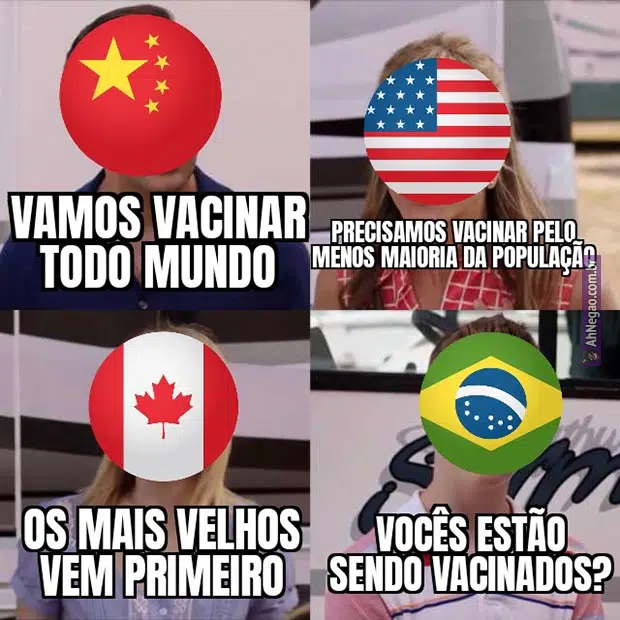 VAMOS VACINAR
TODO MUNDO
PRECISAMOS VACINAR PELO
MENOS MAIORIA DA POPULAÇÃO
AhNegao.com.br
OS MAIS VELHOS
VEM PRIMEIRO
VOCÊS ESTÃO
SENDO VACINADOS?